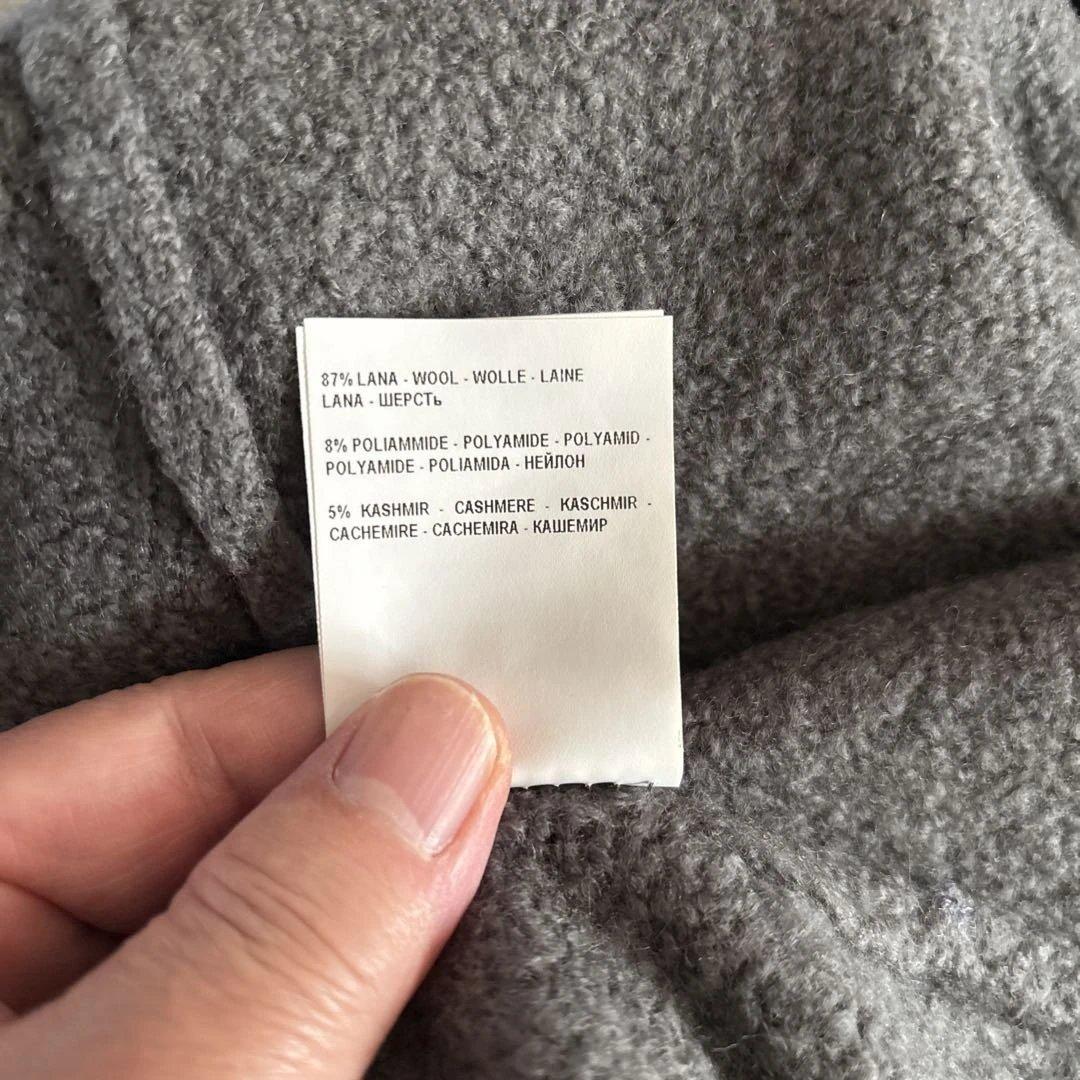 87% LANA - WOOL - WOLLE - LAINE
LANA - ШЕРСТЬ
8% POLIAMMIDE - POLYAMIDE - POLYAMID -
POLYAMIDE - POLIAMIDA - НЕЙЛОН
5% KASHMIR - CASHMERE - KASCHMIR -
CACHEMIRE - CACHEMIRA - КАШЕМИР